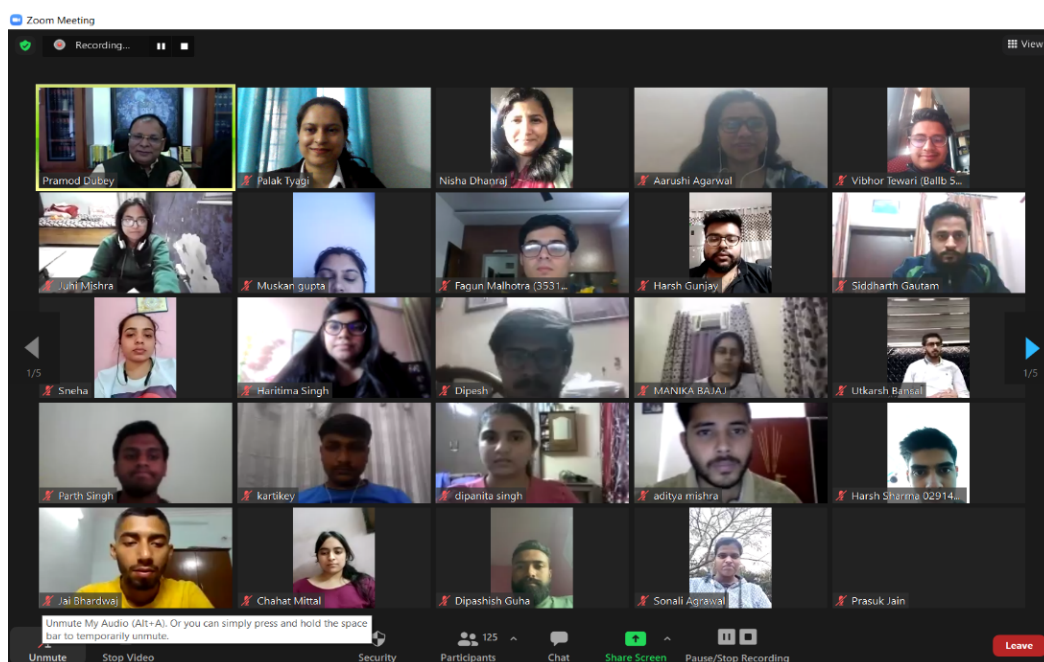 Zoom Meeting
Recording...
View
Pramod Dubey
Palak Tyagi
Nisha Dhanraj
Aarushi Agarwal
Vibhor Tewari (Ballb 5...
Juhi Mishra
Muskan gupta
Fagun Malhotra (3531...
Harsh Gunjay
Siddharth Gautam
1/5
1/5
Sneha
Haritima Singh
Dipesh
MANIKA BAJAJ
Utkarsh Bansal
Parth Singh
kartikey
dipanita singh
aditya mishra
Harsh Sharma 02914...
Jai Bhardwaj
Chahat Mittal
Dipashish Guha
Sonali Agrawal
Prasuk Jain
Unmute My Audio (Alt+A). Or you can simply press and hold the space
bar to temporarily unmute.
125
Unmute
Stop Video
Security
Participants
Chat
Share Screen
Pause/Stop Recording
Leave